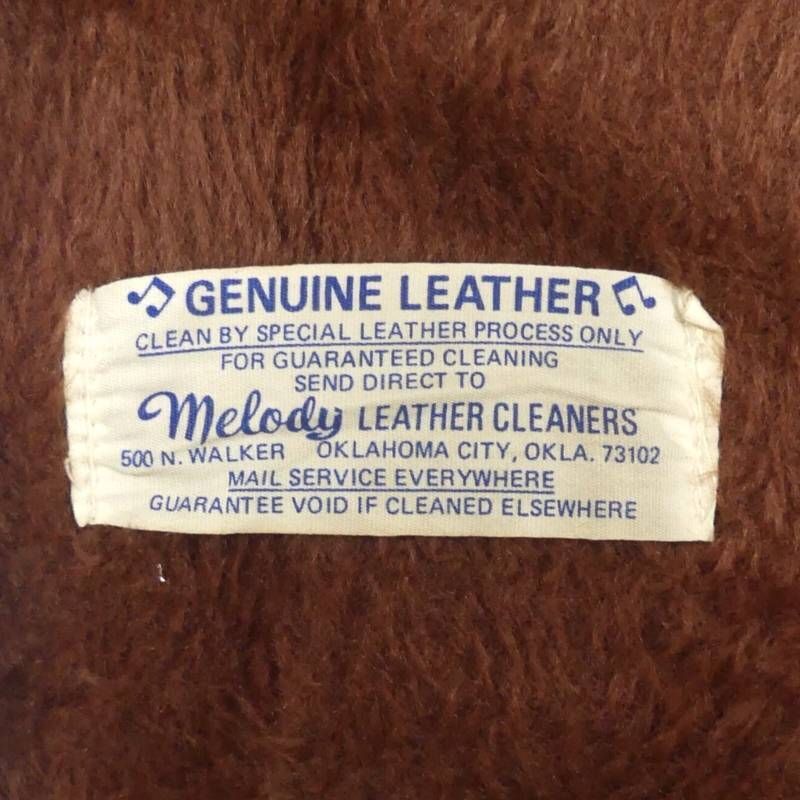 GENUINE LEATHER
CLEAN BY SPECIAL LEATHER PROCESS ONLY
FOR GUARANTEED CLEANING
SEND DIRECT TO
Melody LEATHER CLEANERS
500 N. WALKER OKLAHOMA CITY, OKLA. 73102
MAIL SERVICE EVERYWHERE
GUARANTEE VOID IF CLEANED ELSEWHERE